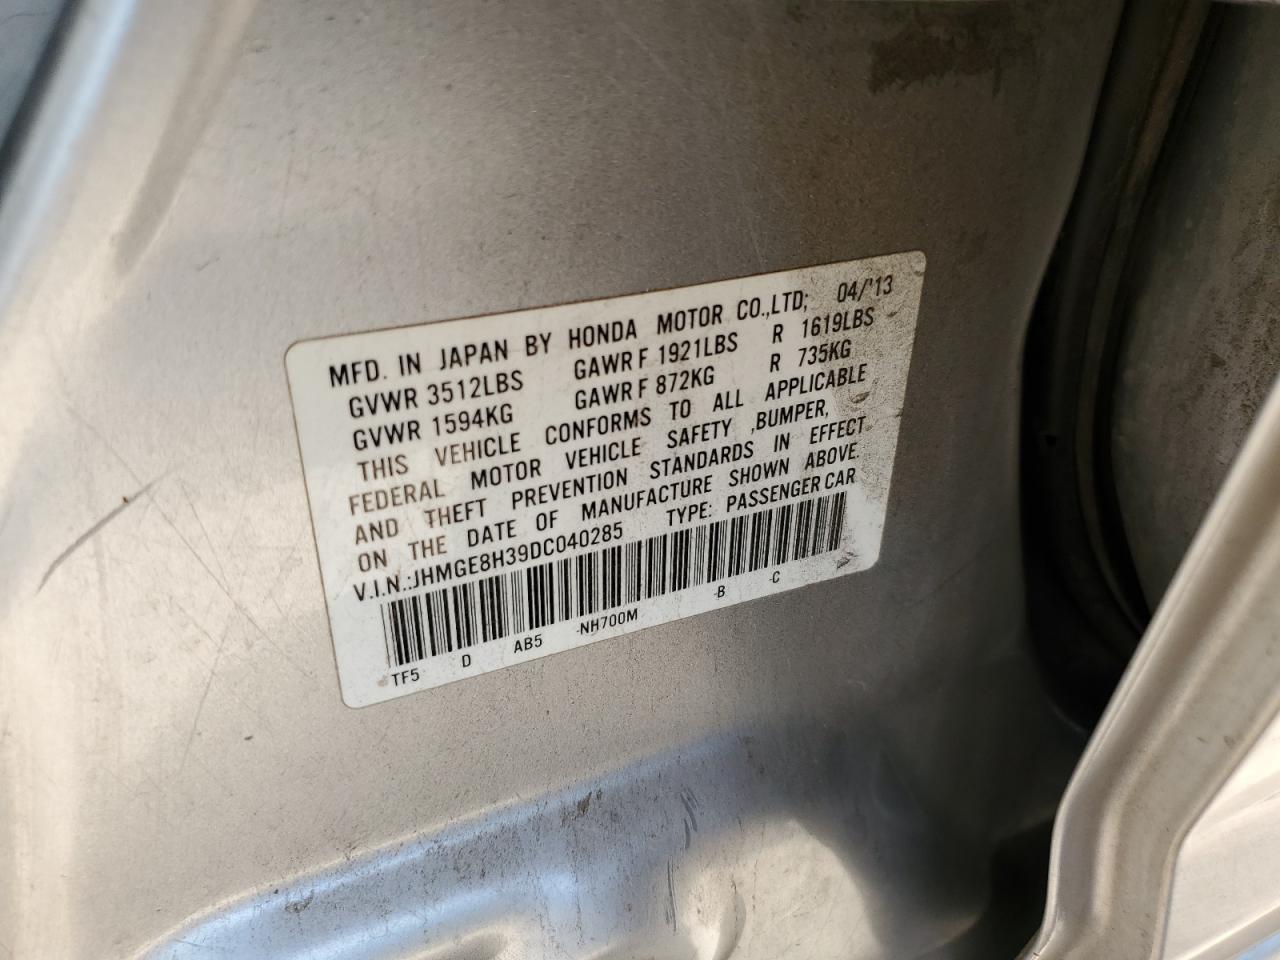 MFD. IN JAPAN BY HONDA MOTOR CO.,LTD; 04/'13
GVWR 3512LBS GAWR F 1921LBS R 1619LBS
GVWR 1594KG GAWR F 872KG R 735KG
THIS VEHICLE CONFORMS TO ALL APPLICABLE
FEDERAL MOTOR VEHICLE SAFETY ,BUMPER,
AND THEFT PREVENTION STANDARDS IN EFFECT
ON THE DATE OF MANUFACTURE SHOWN ABOVE.
V.I.N.:JHMGE8H39DC040285 TYPE: PASSENGER CAR
TF5 D AB5 -NH700M -B -C